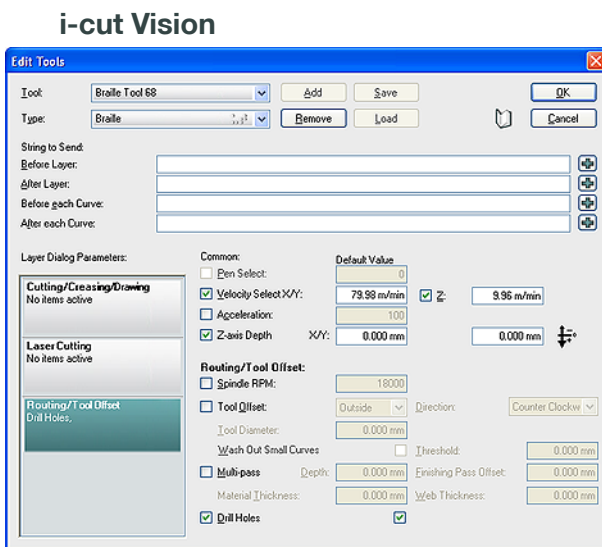 i-cut Vision
Edit Tools
Tool: Braille Tool 68 Add Save OK
Type: Braille Remove Load Cancel
String to Send:
Before Layer:
After Layer:
Before each Curve:
After each Curve:
Layer Dialog Parameters:
Cutting/Creasing/Drawing
No items active
Laser Cutting
No items active
Routing/Tool Offset
Drill Holes,
Common: Default Value
Pen Select: 0
Velocity Select X/Y: 79.98 m/min Z: 9.96 m/min
Acceleration: 100
Z-axis Depth X/Y: 0.000 mm 0.000 mm
Routing/Tool Offset:
Spindle RPM: 18000
Tool Offset: Outside Direction: Counter Clockw
Tool Diameter: 0.000 mm
Wash Out Small Curves Threshold: 0.000 mm
Multi-pass Depth: 0.000 mm Finishing Pass Offset: 0.000 mm
Material Thickness: 0.000 mm Web Thickness: 0.000 mm
Drill Holes